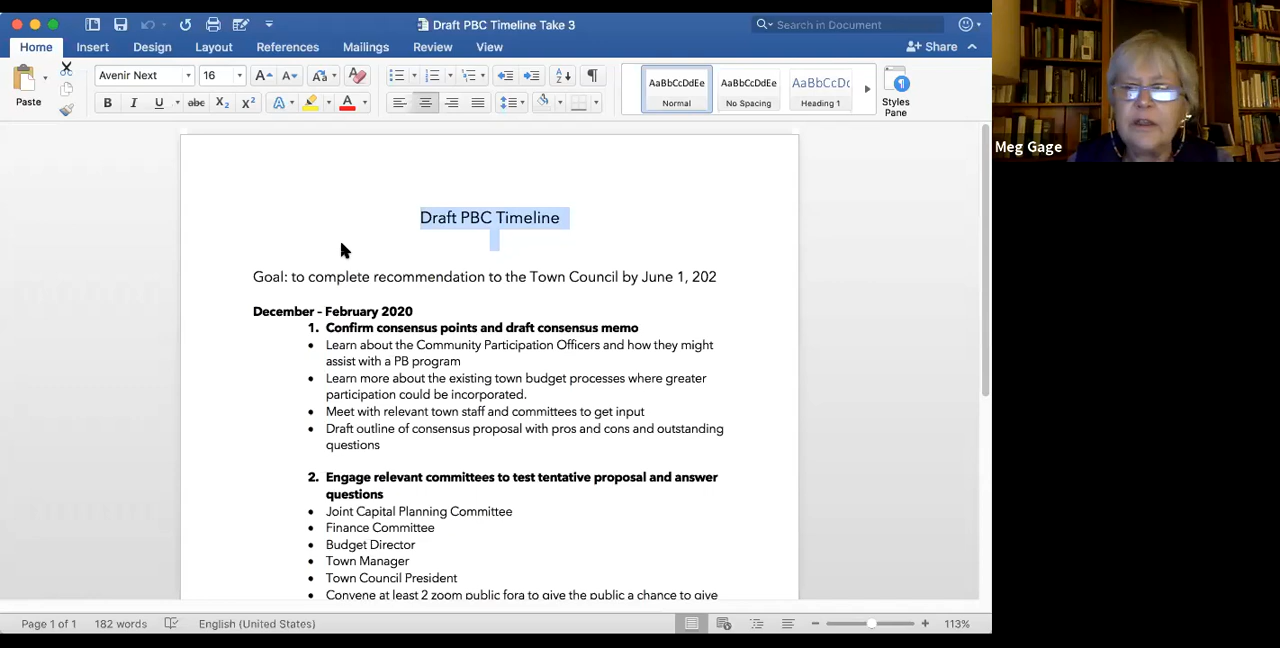 Draft PBC Timeline Take 3
Search in Document
Home Insert Design Layout References Mailings Review View
Share
Paste
Avenir Next 16
AaBbCcDdEe AaBbCcDdEe AaBbCcDc
Normal No Spacing Heading 1
Styles
Pane
Meg Gage
Draft PBC Timeline
Goal: to complete recommendation to the Town Council by June 1, 202
December – February 2020
1. Confirm consensus points and draft consensus memo
• Learn about the Community Participation Officers and how they might
assist with a PB program
• Learn more about the existing town budget processes where greater
participation could be incorporated.
• Meet with relevant town staff and committees to get input
• Draft outline of consensus proposal with pros and cons and outstanding
questions
2. Engage relevant committees to test tentative proposal and answer
questions
• Joint Capital Planning Committee
• Finance Committee
• Budget Director
• Town Manager
• Town Council President
• Convene at least 2 zoom public fora to give the public a chance to give
Page 1 of 1 182 words English (United States) 113%